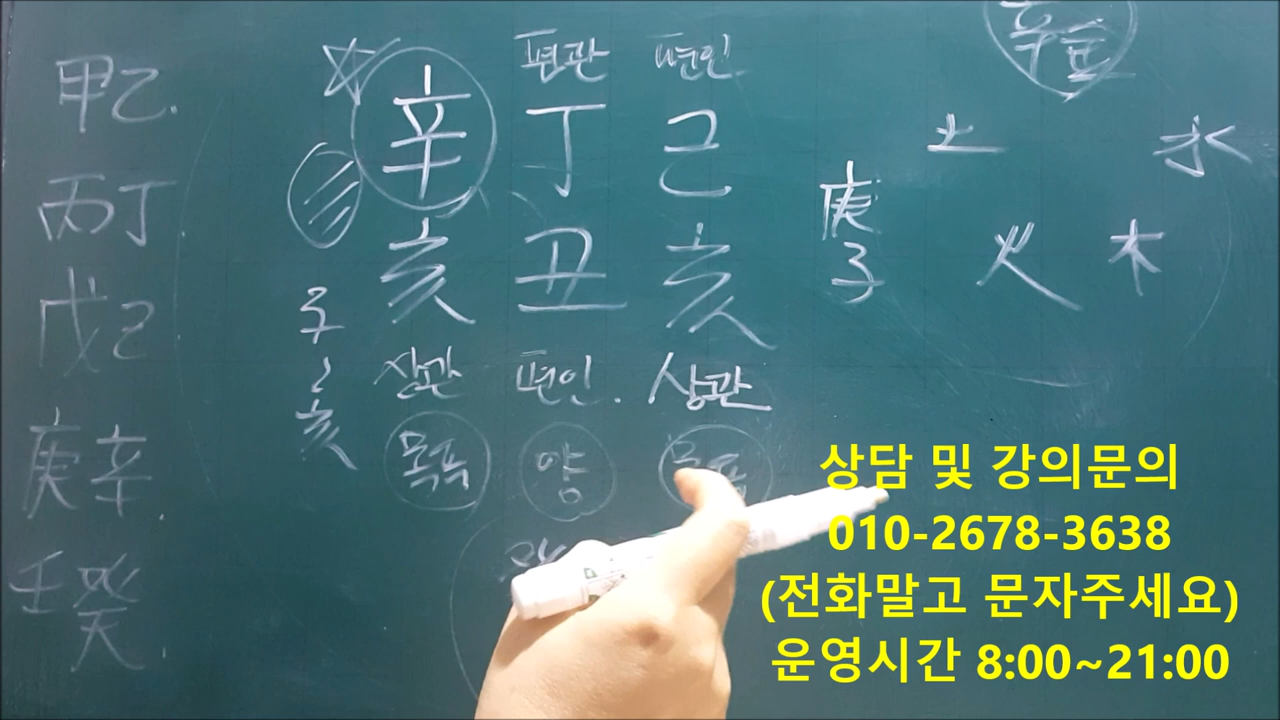 甲乙.
丙丁
戊己
庚辛.
壬癸.
편관 편인
辛 丁 己
亥 丑 亥
상관 편인. 상관
목욕 양
子
亥
庚
子
土 水
火 木
상담 및 강의문의
010-2678-3638
(전화말고 문자주세요)
운영시간 8:00~21:00